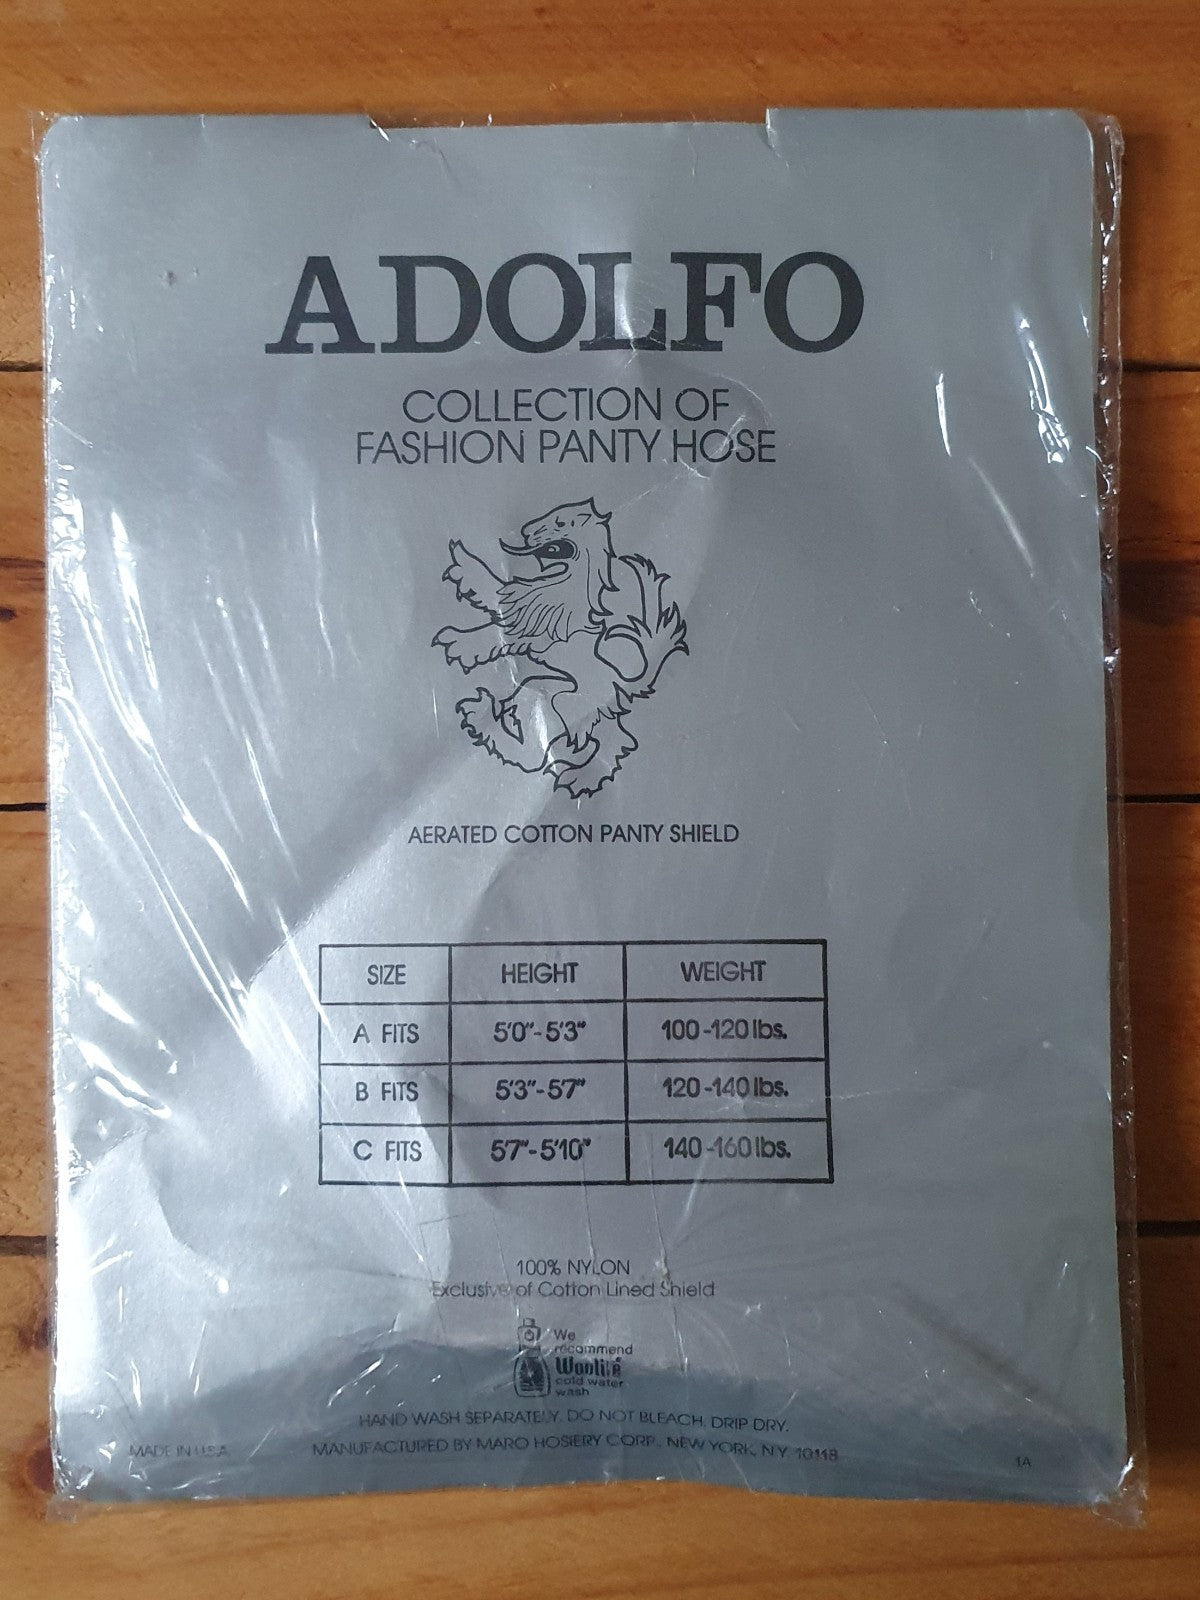 ADOLFO
COLLECTION OF
FASHION PANTY HOSE
AERATED COTTON PANTY SHIELD
SIZE HEIGHT WEIGHT
A FITS 5'0"-5'3" 100-120 lbs.
B FITS 5'3"-5'7" 120-140 lbs.
C FITS 5'7"-5'10" 140-160 lbs.
100% NYLON
Exclusive of Cotton Lined Shield
We
recommend
Woolite
cold water
wash
HAND WASH SEPARATELY. DO NOT BLEACH. DRIP DRY.
MADE IN U.S.A. MANUFACTURED BY MARO HOSIERY CORP., NEW YORK, N.Y. 10118 1A